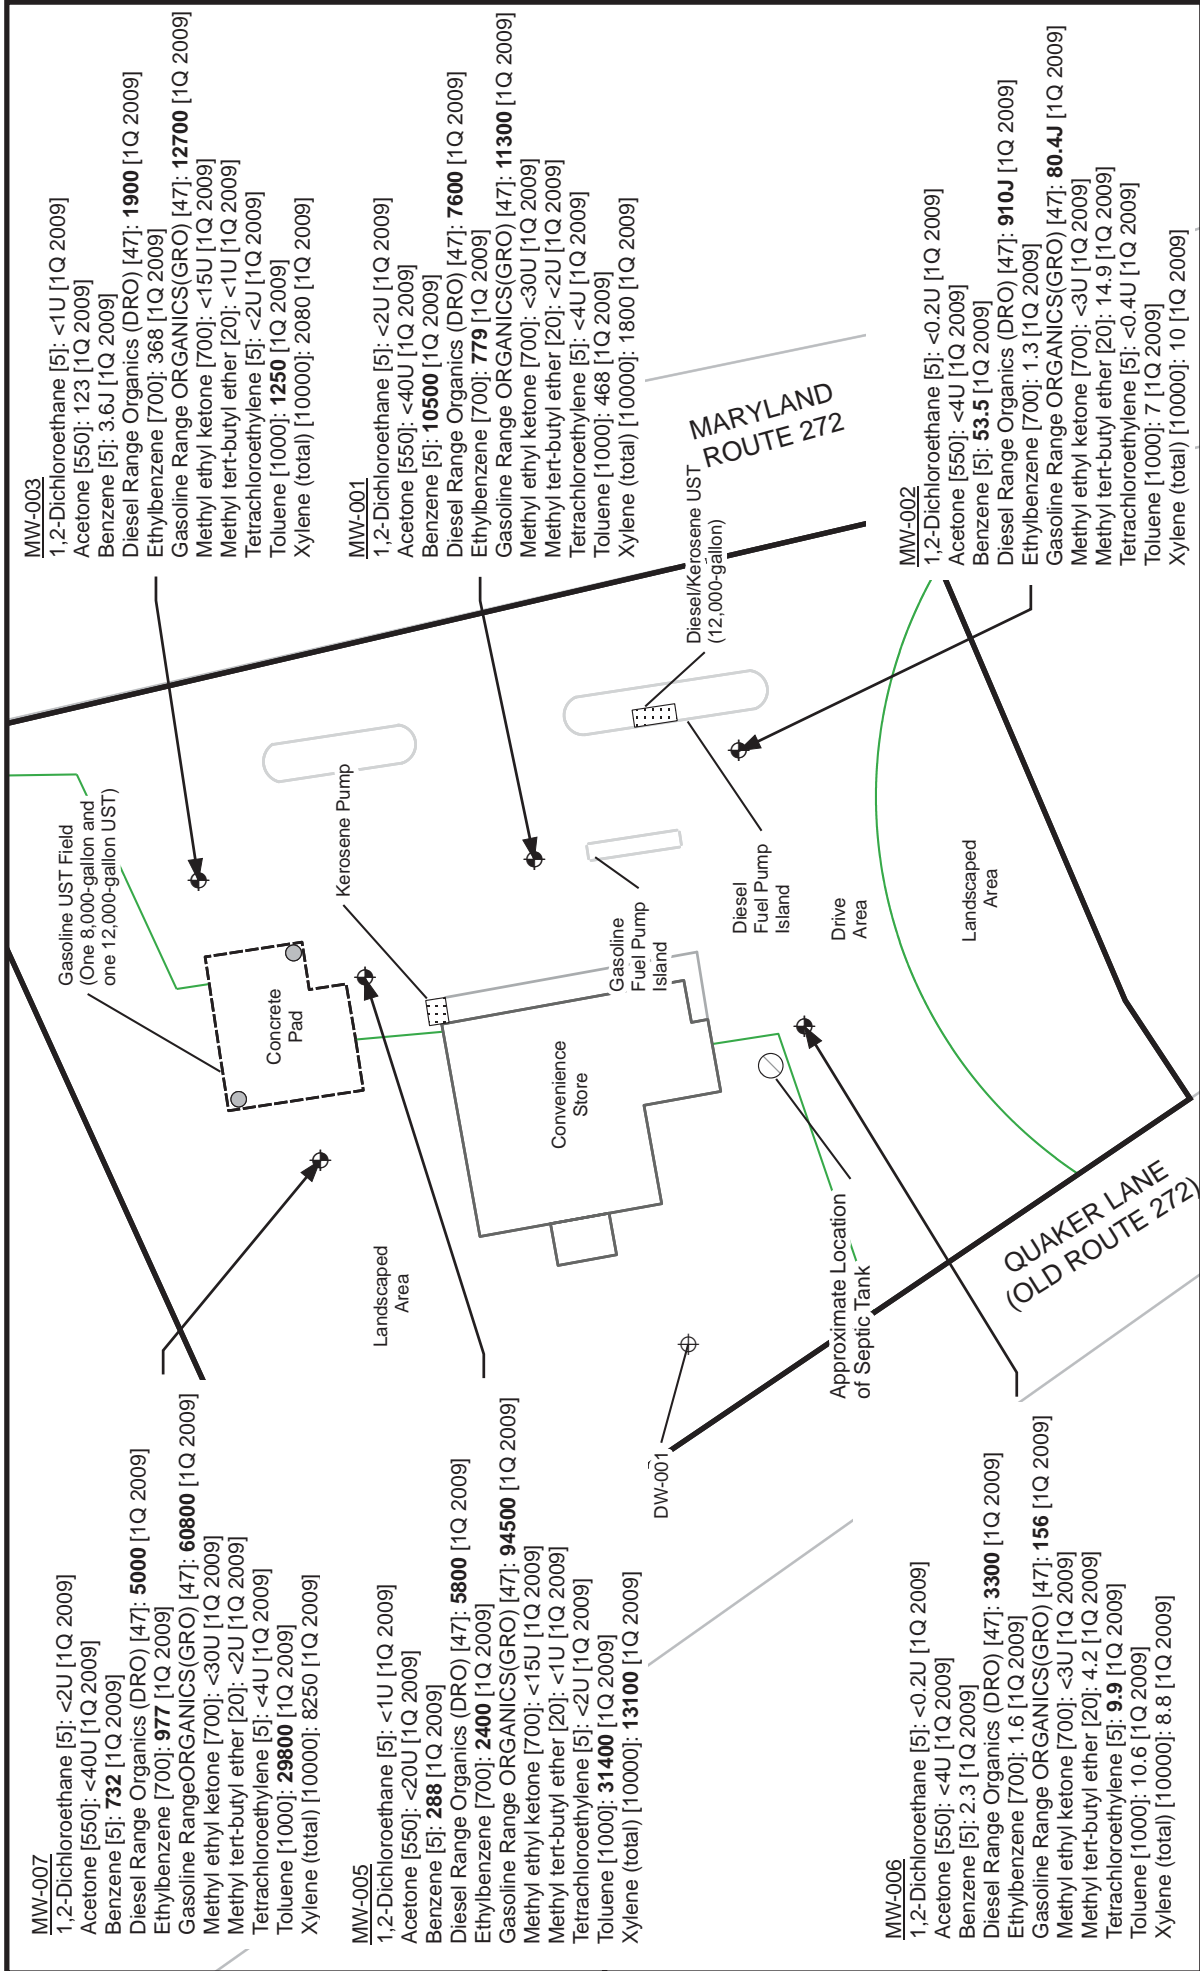 MW-007
1,2-Dichloroethane [5]: <2U [1Q 2009]
Acetone [550]: <40U [1Q 2009]
Benzene [5]: 732 [1Q 2009]
Diesel Range Organics (DRO) [47]: 5000 [1Q 2009]
Ethylbenzene [700]: 977 [1Q 2009]
Gasoline RangeORGANICS(GRO) [47]: 60800 [1Q 2009]
Methyl ethyl ketone [700]: <30U [1Q 2009]
Methyl tert-butyl ether [20]: <2U [1Q 2009]
Tetrachloroethylene [5]: <4U [1Q 2009]
Toluene [1000]: 29800 [1Q 2009]
Xylene (total) [10000]: 8250 [1Q 2009]
MW-003
1,2-Dichloroethane [5]: <1U [1Q 2009]
Acetone [550]: 123 [1Q 2009]
Benzene [5]: 3.6J [1Q 2009]
Diesel Range Organics (DRO) [47]: 1900 [1Q 2009]
Ethylbenzene [700]: 368 [1Q 2009]
Gasoline Range ORGANICS(GRO) [47]: 12700 [1Q 2009]
Methyl ethyl ketone [700]: <15U [1Q 2009]
Methyl tert-butyl ether [20]: <1U [1Q 2009]
Tetrachloroethylene [5]: <2U [1Q 2009]
Toluene [1000]: 1250 [1Q 2009]
Xylene (total) [10000]: 2080 [1Q 2009]
Gasoline UST Field
(One 8,000-gallon and
one 12,000-gallon UST)
Concrete
Pad
Kerosene Pump
Landscaped
Area
MW-005
1,2-Dichloroethane [5]: <1U [1Q 2009]
Acetone [550]: <20U [1Q 2009]
Benzene [5]: 288 [1Q 2009]
Diesel Range Organics (DRO) [47]: 5800 [1Q 2009]
Ethylbenzene [700]: 2400 [1Q 2009]
Gasoline Range ORGANICS(GRO) [47]: 94500 [1Q 2009]
Methyl ethyl ketone [700]: <15U [1Q 2009]
Methyl tert-butyl ether [20]: <1U [1Q 2009]
Tetrachloroethylene [5]: <2U [1Q 2009]
Toluene [1000]: 31400 [1Q 2009]
Xylene (total) [10000]: 13100 [1Q 2009]
MW-001
1,2-Dichloroethane [5]: <2U [1Q 2009]
Acetone [550]: <40U [1Q 2009]
Benzene [5]: 10500 [1Q 2009]
Diesel Range Organics (DRO) [47]: 7600 [1Q 2009]
Ethylbenzene [700]: 779 [1Q 2009]
Gasoline Range ORGANICS(GRO) [47]: 11300 [1Q 2009]
Methyl ethyl ketone [700]: <30U [1Q 2009]
Methyl tert-butyl ether [20]: <2U [1Q 2009]
Tetrachloroethylene [5]: <4U [1Q 2009]
Toluene [1000]: 468 [1Q 2009]
Xylene (total) [10000]: 1800 [1Q 2009]
Convenience
Store
Gasoline
Fuel Pump
Island
DW-001
Diesel/Kerosene UST
(12,000-gallon)
MARYLAND
ROUTE 272
Diesel
Fuel Pump
Island
Approximate Location
of Septic Tank
Drive
Area
Landscaped
Area
QUAKER LANE
(OLD ROUTE 272)
MW-006
1,2-Dichloroethane [5]: <0.2U [1Q 2009]
Acetone [550]: <4U [1Q 2009]
Benzene [5]: 2.3 [1Q 2009]
Diesel Range Organics (DRO) [47]: 3300 [1Q 2009]
Ethylbenzene [700]: 1.6 [1Q 2009]
Gasoline Range ORGANICS(GRO) [47]: 156 [1Q 2009]
Methyl ethyl ketone [700]: <3U [1Q 2009]
Methyl tert-butyl ether [20]: 4.2 [1Q 2009]
Tetrachloroethylene [5]: 9.9 [1Q 2009]
Toluene [1000]: 10.6 [1Q 2009]
Xylene (total) [10000]: 8.8 [1Q 2009]
MW-002
1,2-Dichloroethane [5]: <0.2U [1Q 2009]
Acetone [550]: <4U [1Q 2009]
Benzene [5]: 53.5 [1Q 2009]
Diesel Range Organics (DRO) [47]: 910J [1Q 2009]
Ethylbenzene [700]: 1.3 [1Q 2009]
Gasoline Range ORGANICS(GRO) [47]: 80.4J [1Q 2009]
Methyl ethyl ketone [700]: <3U [1Q 2009]
Methyl tert-butyl ether [20]: 14.9 [1Q 2009]
Tetrachloroethylene [5]: <0.4U [1Q 2009]
Toluene [1000]: 7 [1Q 2009]
Xylene (total) [10000]: 10 [1Q 2009]